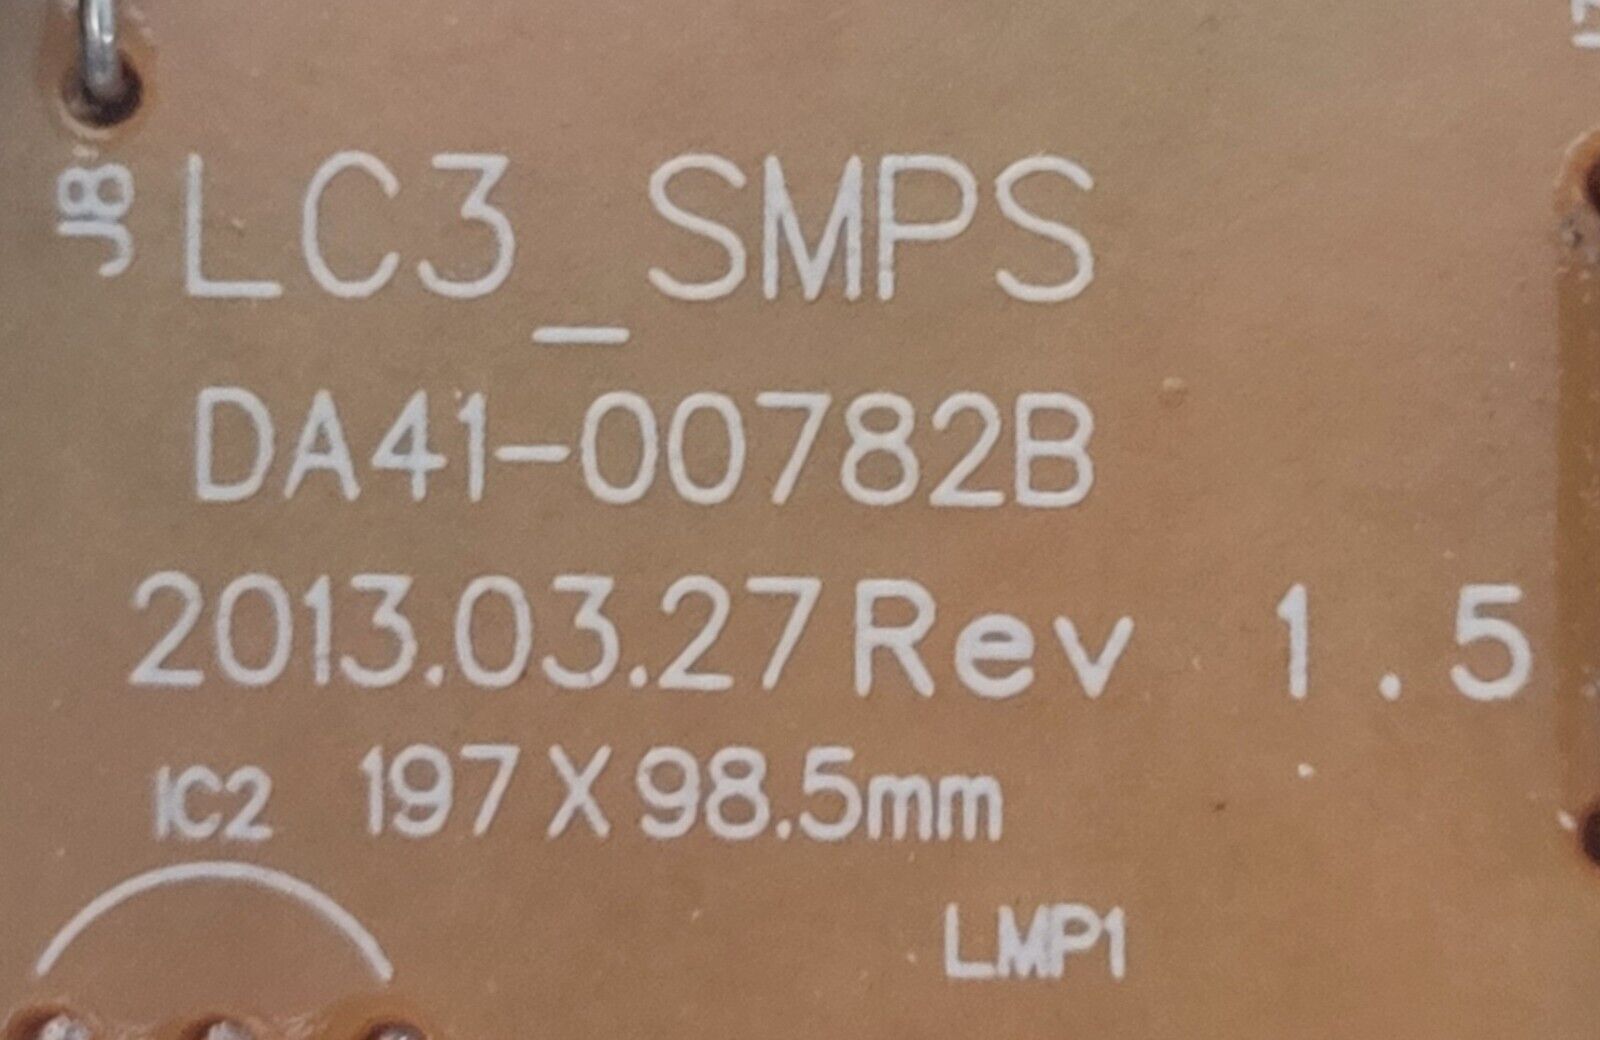 J8
LC3_SMPS
DA41-00782B
2013.03.27 Rev 1.5
IC2 197 X 98.5mm
LMP1